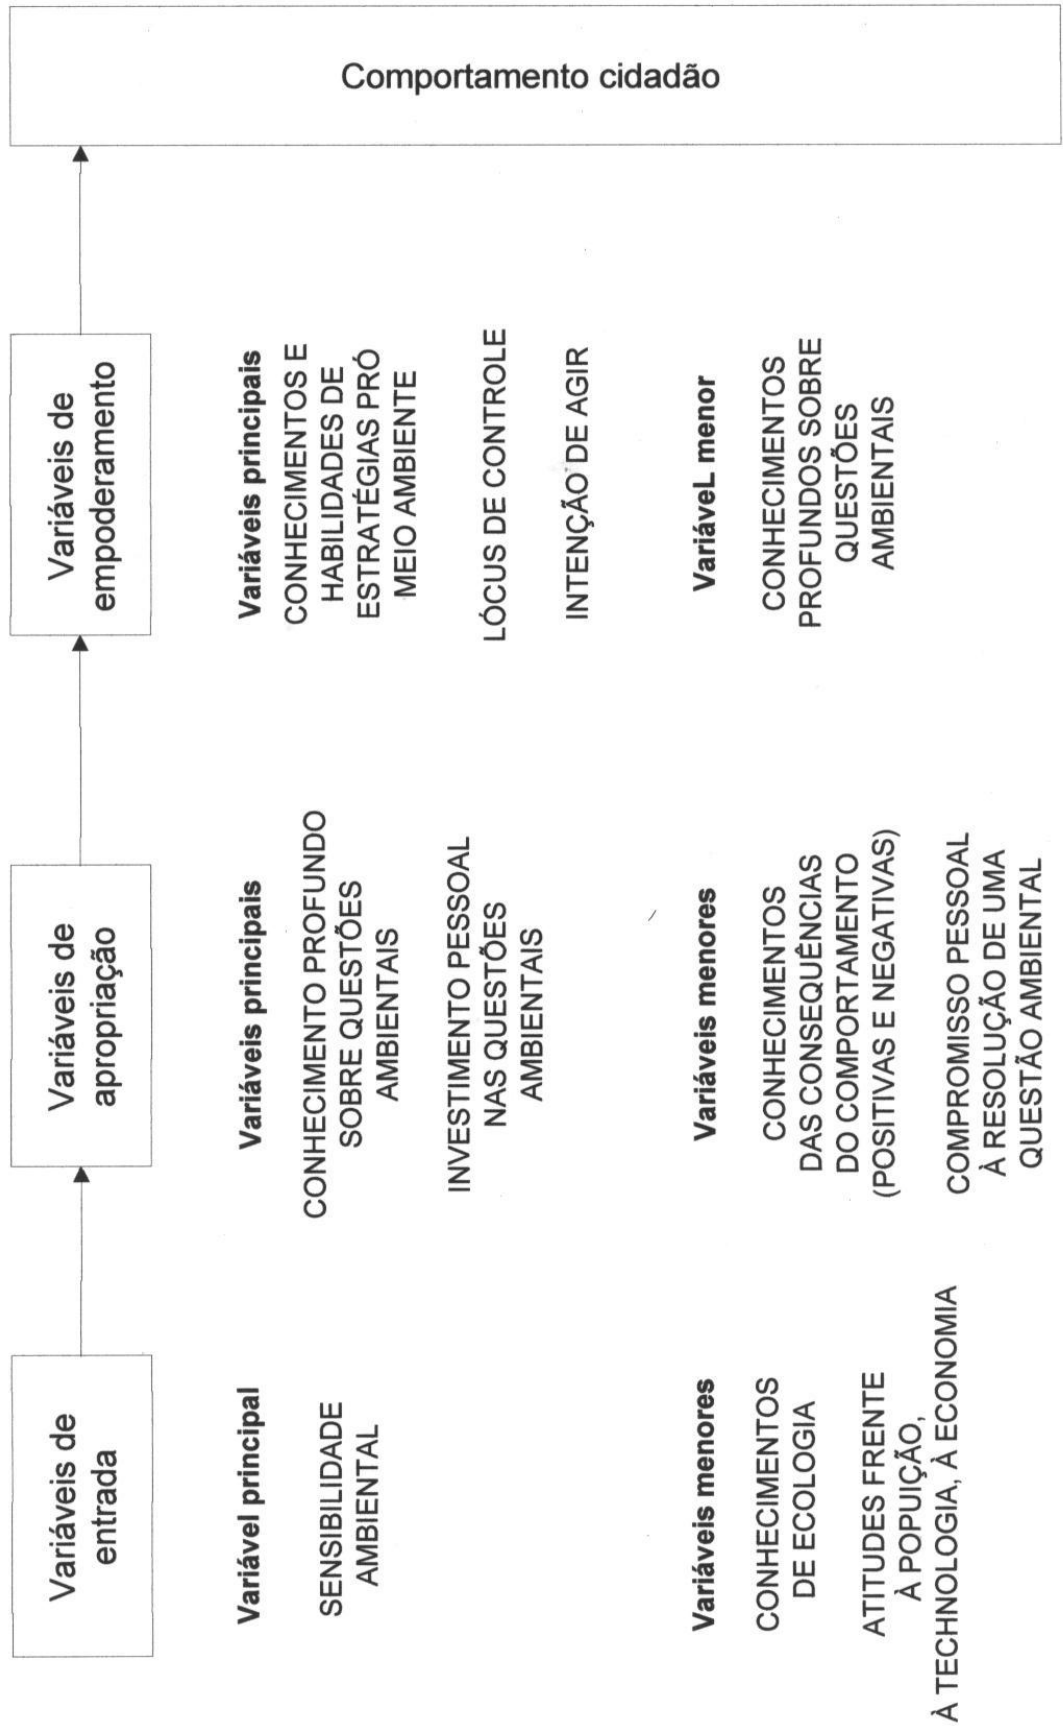 Variáveis de
entrada
Variável principal
SENSIBILIDADE
AMBIENTAL
Variáveis menores
CONHECIMENTOS
DE ECOLOGIA
ATITUDES FRENTE
À POPUIÇÃO,
À TECHNOLOGIA, À ECONOMIA
Variáveis de
apropriação
Variáveis principais
CONHECIMENTO PROFUNDO
SOBRE QUESTÕES
AMBIENTAIS
INVESTIMENTO PESSOAL
NAS QUESTÕES
AMBIENTAIS
Variáveis menores
CONHECIMENTOS
DAS CONSEQUÊNCIAS
DO COMPORTAMENTO
(POSITIVAS E NEGATIVAS)
COMPROMISSO PESSOAL
À RESOLUÇÃO DE UMA
QUESTÃO AMBIENTAL
Variáveis de
empoderamento
Variáveis principais
CONHECIMENTOS E
HABILIDADES DE
ESTRATÉGIAS PRÓ
MEIO AMBIENTE
LÓCUS DE CONTROLE
INTENÇÃO DE AGIR
VariáveL menor
CONHECIMENTOS
PROFUNDOS SOBRE
QUESTÕES
AMBIENTAIS
Comportamento cidadão